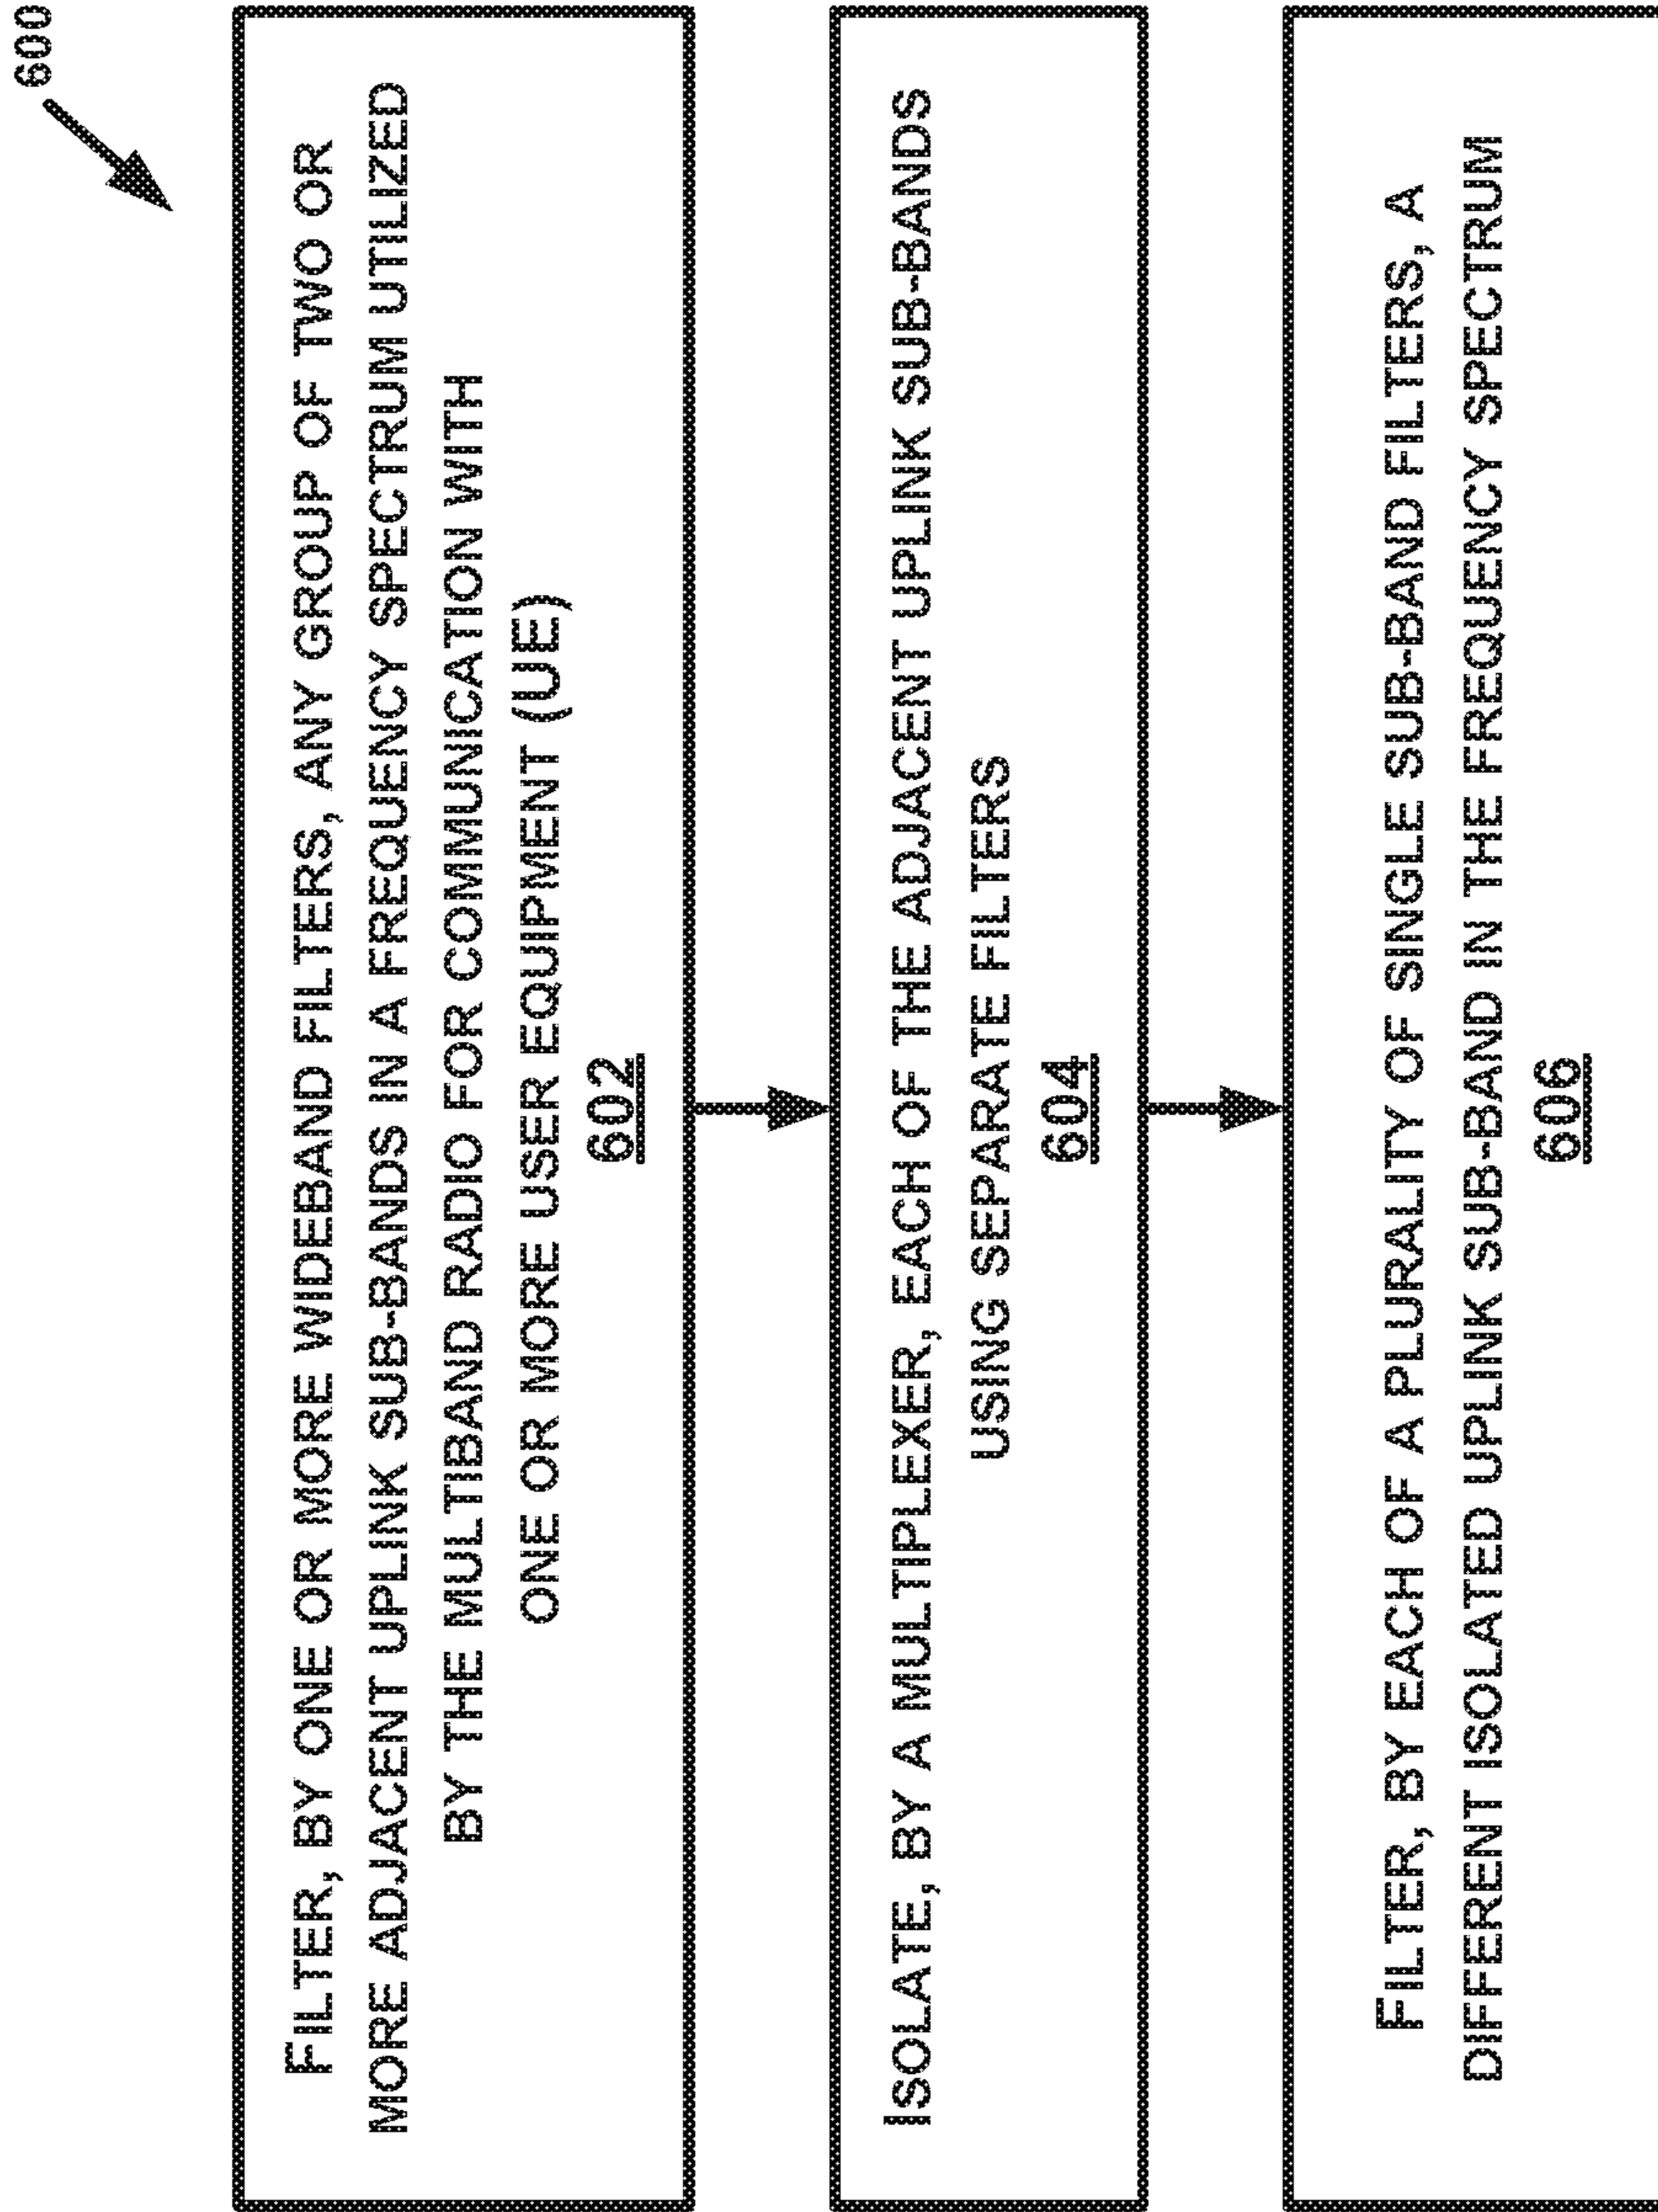 600
FILTER, BY ONE OR MORE WIDEBAND FILTERS, ANY GROUP OF TWO OR
MORE ADJACENT UPLINK SUB-BANDS IN A FREQUENCY SPECTRUM UTILIZED
BY THE MULTIBAND RADIO FOR COMMUNICATION WITH
ONE OR MORE USER EQUIPMENT (UE)
602
ISOLATE, BY A MULTIPLEXER, EACH OF THE ADJACENT UPLINK SUB-BANDS
USING SEPARATE FILTERS
604
FILTER, BY EACH OF A PLURALITY OF SINGLE SUB-BAND FILTERS, A
DIFFERENT ISOLATED UPLINK SUB-BAND IN THE FREQUENCY SPECTRUM
606